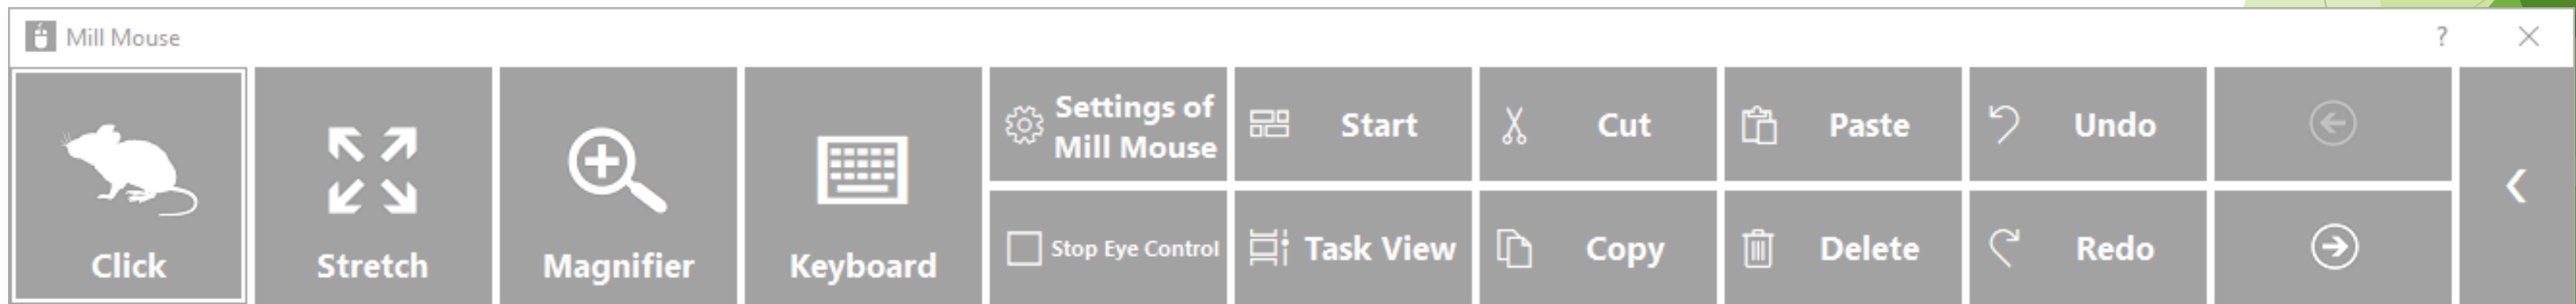 Mill Mouse
?
Click
Stretch
Magnifier
Keyboard
Settings of
Mill Mouse
Start
Cut
Paste
Undo
Stop Eye Control
Task View
Copy
Delete
Redo